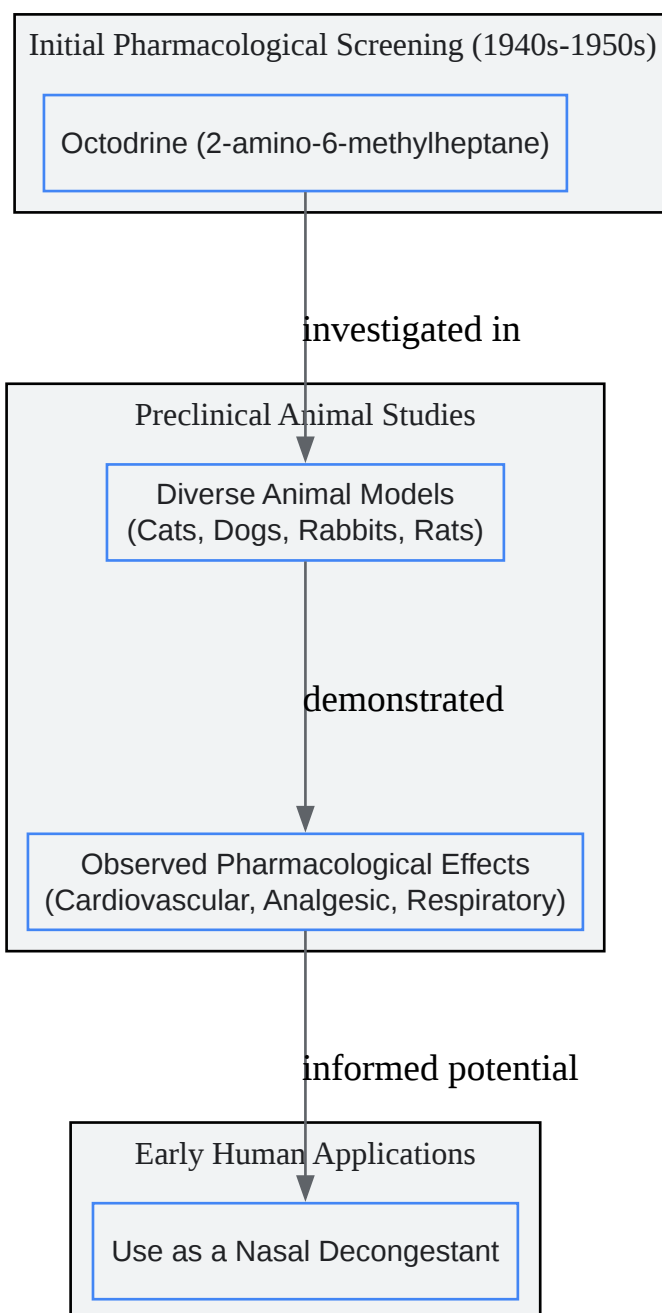 Initial Pharmacological Screening (1940s-1950s)
Octodrine (2-amino-6-methylheptane)
investigated in
Preclinical Animal Studies
Diverse Animal Models
(Cats, Dogs, Rabbits, Rats)
demonstrated
Observed Pharmacological Effects
(Cardiovascular, Analgesic, Respiratory)
informed potential
Early Human Applications
Use as a Nasal Decongestant